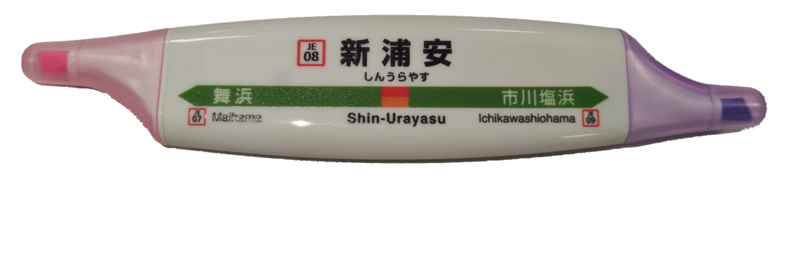 JE
08
新浦安
しんうらやす
舞浜
市川塩浜
JE
07
Maihama
Shin-Urayasu
Ichikawashiohama
JE
09